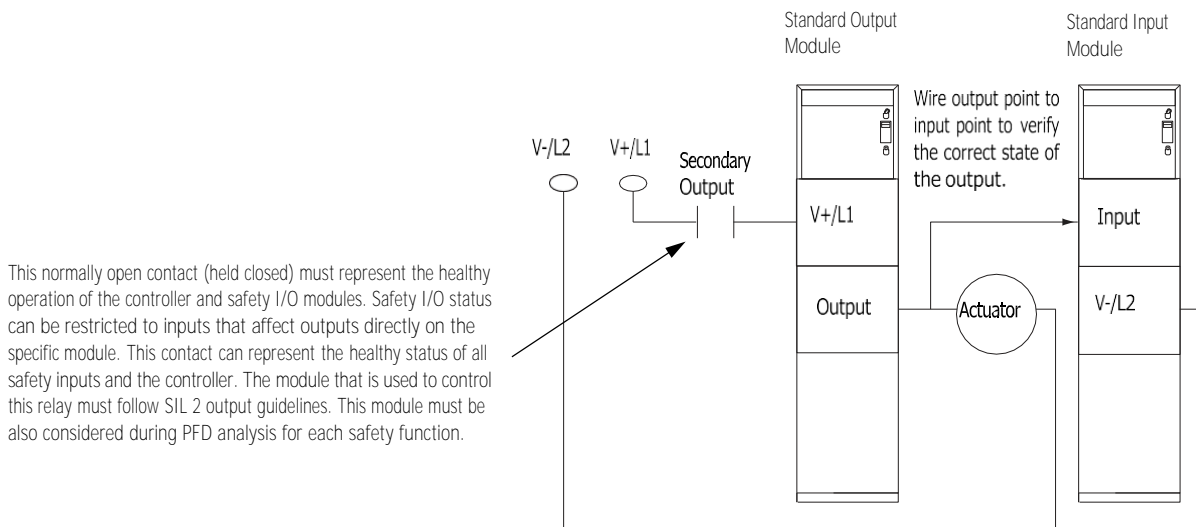 Standard Output
Module
Standard Input
Module
Wire output point to
input point to verify
the correct state of
the output.
V-/L2
V+/L1
Secondary
Output
V+/L1
Input
This normally open contact (held closed) must represent the healthy
operation of the controller and safety I/O modules. Safety I/O status
can be restricted to inputs that affect outputs directly on the
specific module. This contact can represent the healthy status of all
safety inputs and the controller. The module that is used to control
this relay must follow SIL 2 output guidelines. This module must be
also considered during PFD analysis for each safety function.
Output
Actuator
V-/L2